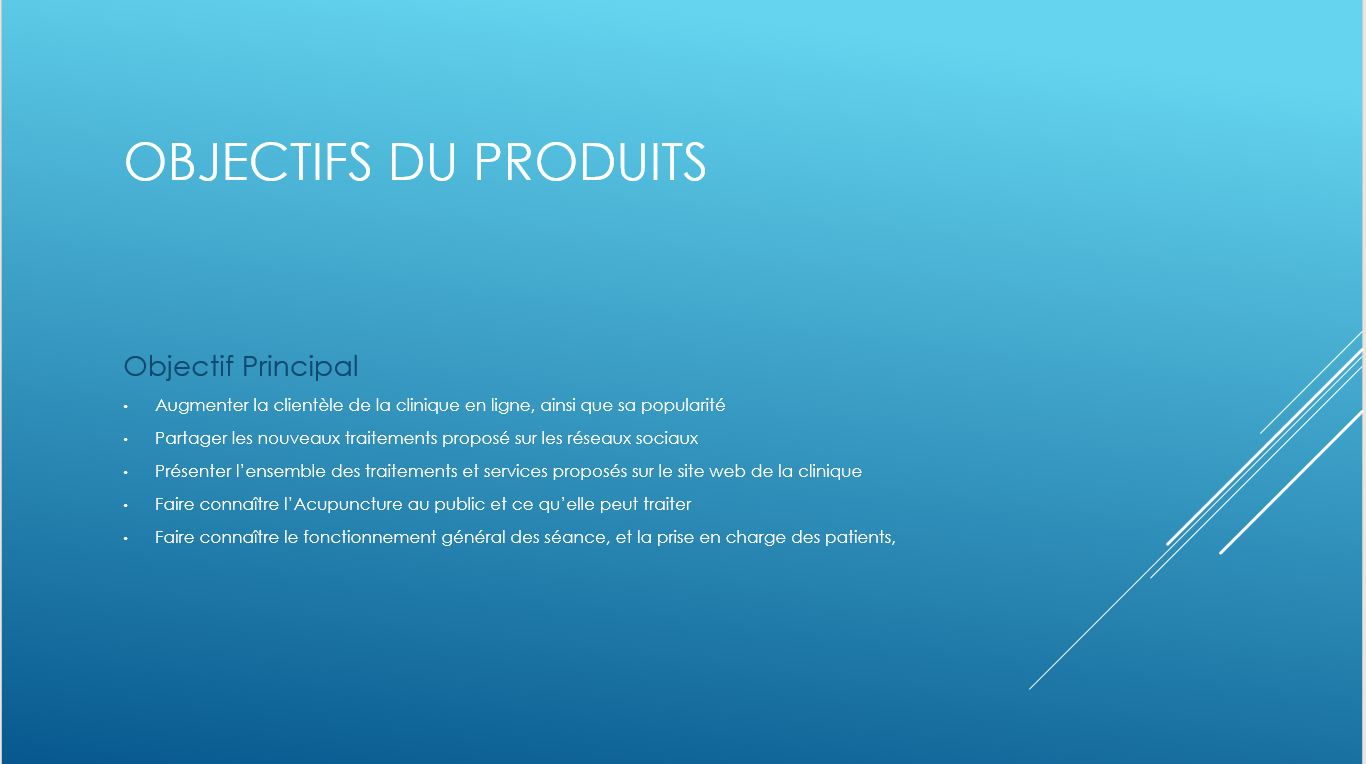 OBJECTIFS DU PRODUITS
Objectif Principal
• Augmenter la clientèle de la clinique en ligne, ainsi que sa popularité
• Partager les nouveaux traitements proposé sur les réseaux sociaux
• Présenter l’ensemble des traitements et services proposés sur le site web de la clinique
• Faire connaître l’Acupuncture au public et ce qu’elle peut traiter
• Faire connaître le fonctionnement général des séance, et la prise en charge des patients,